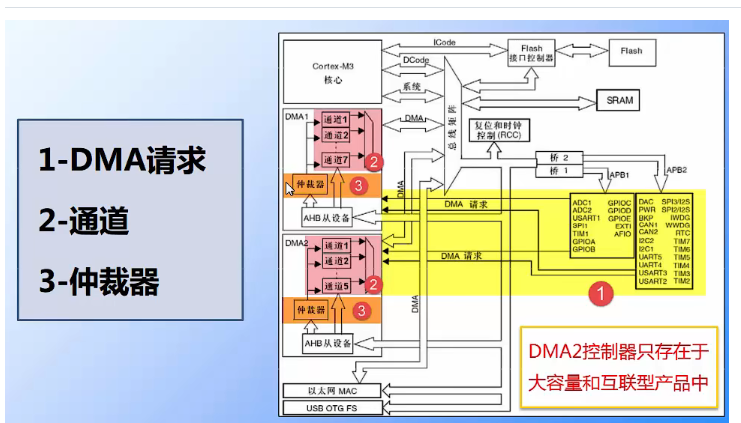 1-DMA请求
2-通道
3-仲裁器
Cortex-M3
核心
ICode
DCode
系统
DMA
总线矩阵
Flash
接口控制器
Flash
SRAM
复位和时钟
控制(RCC)
桥 2
桥 1
APB1
APB2
DMA1
通道1
通道2
通道7
2
仲裁器
3
AHB从设备
DMA
DMA 请求
DMA2
通道1
通道2
通道5
2
仲裁器
3
AHB从设备
DMA 请求
DMA
ADC1 GPIOC
ADC2 GPIOD
USART1 GPIOE
SPI1 EXTI
TIM1 AFIO
GPIOA
GPIOB
DAC SPI3/I2S
PWR SPI2/I2S
BKP IWDG
CAN1 WWDG
CAN2 RTC
I2C2 TIM7
I2C1 TIM6
UART5 TIM5
UART4 TIM4
USART3 TIM3
USART2 TIM2
1
以太网 MAC
USB OTG FS
DMA2控制器只存在于
大容量和互联型产品中